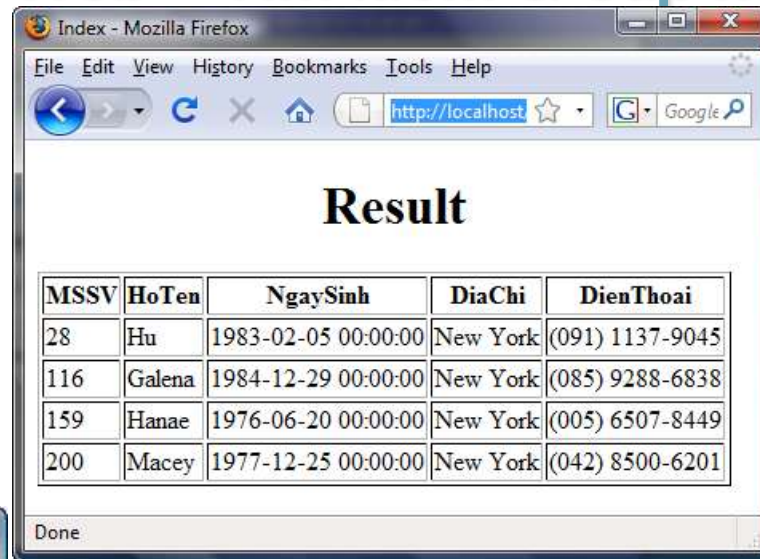 Index - Mozilla Firefox
File Edit View History Bookmarks Tools Help
http://localhost/ G Google
Result
MSSV HoTen NgaySinh DiaChi DienThoai
28 Hu 1983-02-05 00:00:00 New York (091) 1137-9045
116 Galena 1984-12-29 00:00:00 New York (085) 9288-6838
159 Hanae 1976-06-20 00:00:00 New York (005) 6507-8449
200 Macey 1977-12-25 00:00:00 New York (042) 8500-6201
Done